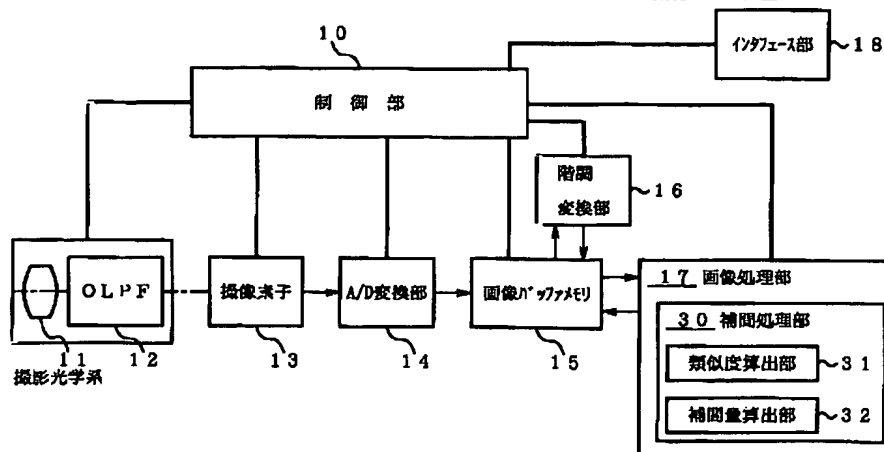 10
インタフェース部
18
制御部
階調
変換部
16
OLPF
撮像素子
A/D変換部
画像バッファメモリ
17 画像処理部
30 補間処理部
11
12
13
14
15
類似度算出部
31
撮影光学系
補間量算出部
32